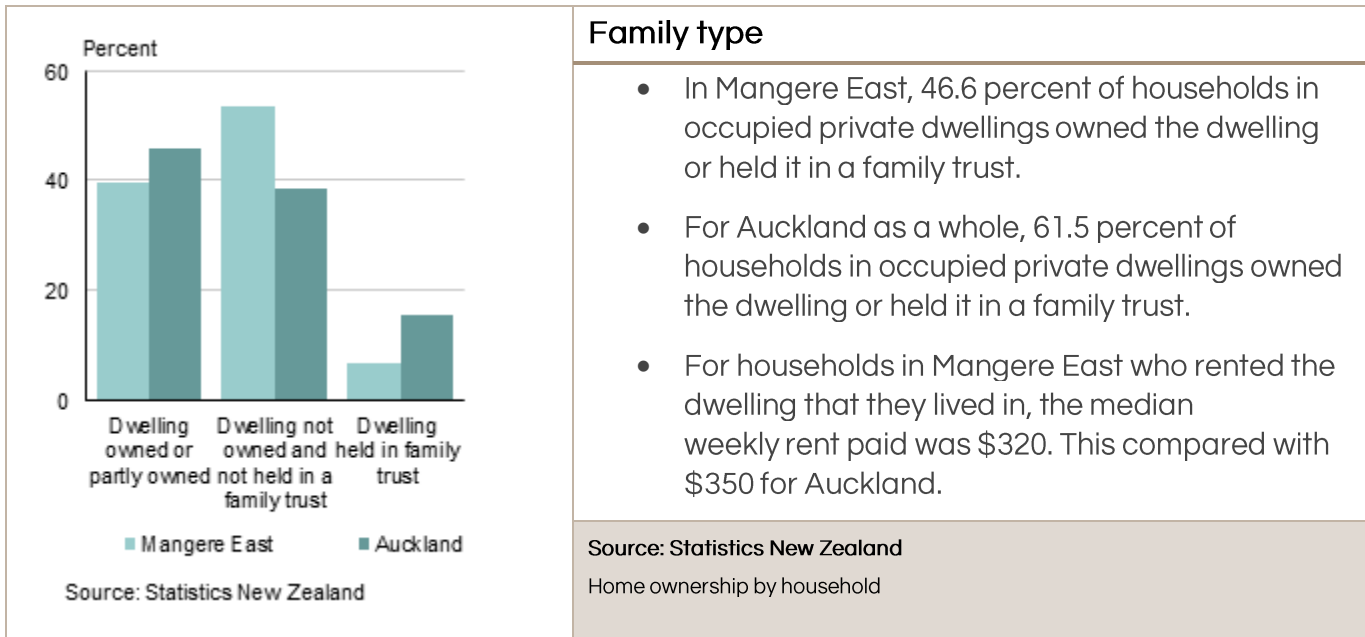 Percent
60
40
20
0
Dwelling owned or partly owned
Dwelling not owned and not held in a family trust
Dwelling held in family trust
Mangere East
Auckland
Source: Statistics New Zealand
Family type
• In Mangere East, 46.6 percent of households in
occupied private dwellings owned the dwelling
or held it in a family trust.
• For Auckland as a whole, 61.5 percent of
households in occupied private dwellings owned
the dwelling or held it in a family trust.
• For households in Mangere East who rented the
dwelling that they lived in, the median
weekly rent paid was $320. This compared with
$350 for Auckland.
Source: Statistics New Zealand
Home ownership by household